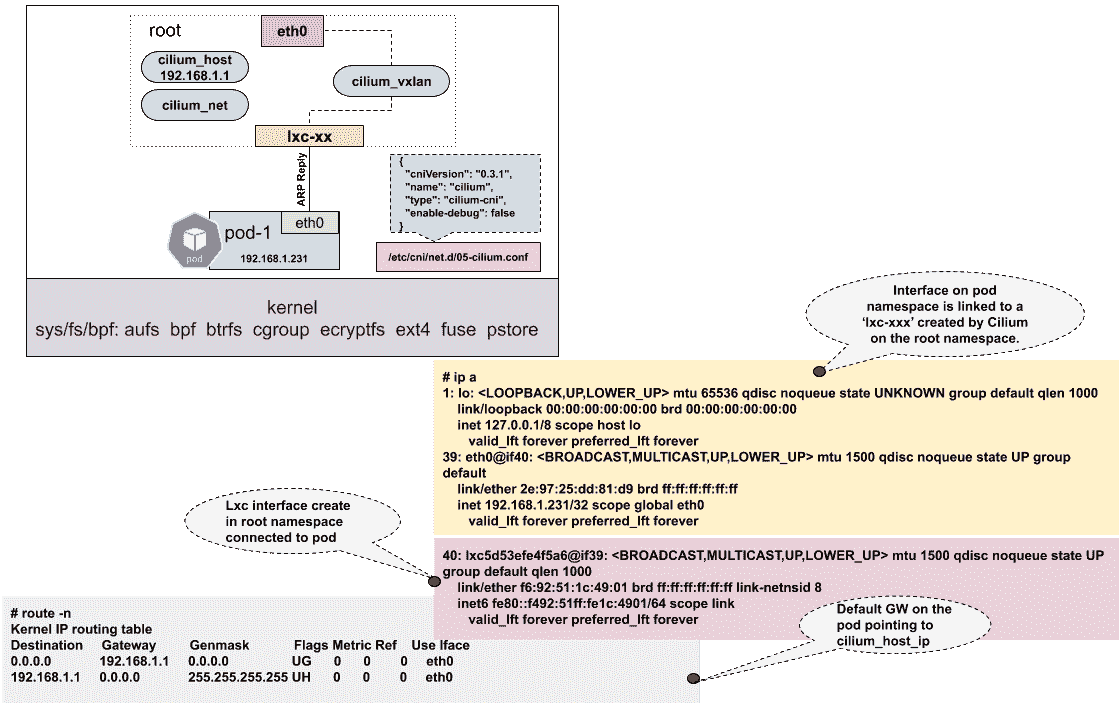 root
eth0
cilium_host
192.168.1.1
cilium_vxlan
cilium_net
lxc-xx
ARP Reply
{
"cniVersion": "0.3.1",
"name": "cilium",
"type": "cilium-cni",
"enable-debug": false
}
/etc/cni/net.d/05-cilium.conf
eth0
pod-1
192.168.1.231
pod
kernel
sys/fs/bpf: aufs bpf btrfs cgroup ecryptfs ext4 fuse pstore
Interface on pod
namespace is linked to a
‘lxc-xxx’ created by Cilium
on the root namespace.
# ip a
1: lo: <LOOPBACK,UP,LOWER_UP> mtu 65536 qdisc noqueue state UNKNOWN group default qlen 1000
link/loopback 00:00:00:00:00:00 brd 00:00:00:00:00:00
inet 127.0.0.1/8 scope host lo
valid_lft forever preferred_lft forever
39: eth0@if40: <BROADCAST,MULTICAST,UP,LOWER_UP> mtu 1500 qdisc noqueue state UP group
default
link/ether 2e:97:25:dd:81:d9 brd ff:ff:ff:ff:ff:ff
inet 192.168.1.231/32 scope global eth0
valid_lft forever preferred_lft forever
Lxc interface create
in root namespace
connected to pod
40: lxc5d53efe4f5a6@if39: <BROADCAST,MULTICAST,UP,LOWER_UP> mtu 1500 qdisc noqueue state UP
group default qlen 1000
link/ether f6:92:51:1c:49:01 brd ff:ff:ff:ff:ff:ff link-netnsid 8
inet6 fe80::f492:51ff:fe1c:4901/64 scope link
valid_lft forever preferred_lft forever
Default GW on the
pod pointing to
cilium_host_ip
# route -n
Kernel IP routing table
Destination Gateway Genmask Flags Metric Ref Use Iface
0.0.0.0 192.168.1.1 0.0.0.0 UG 0 0 0 eth0
192.168.1.1 0.0.0.0 255.255.255.255 UH 0 0 0 eth0